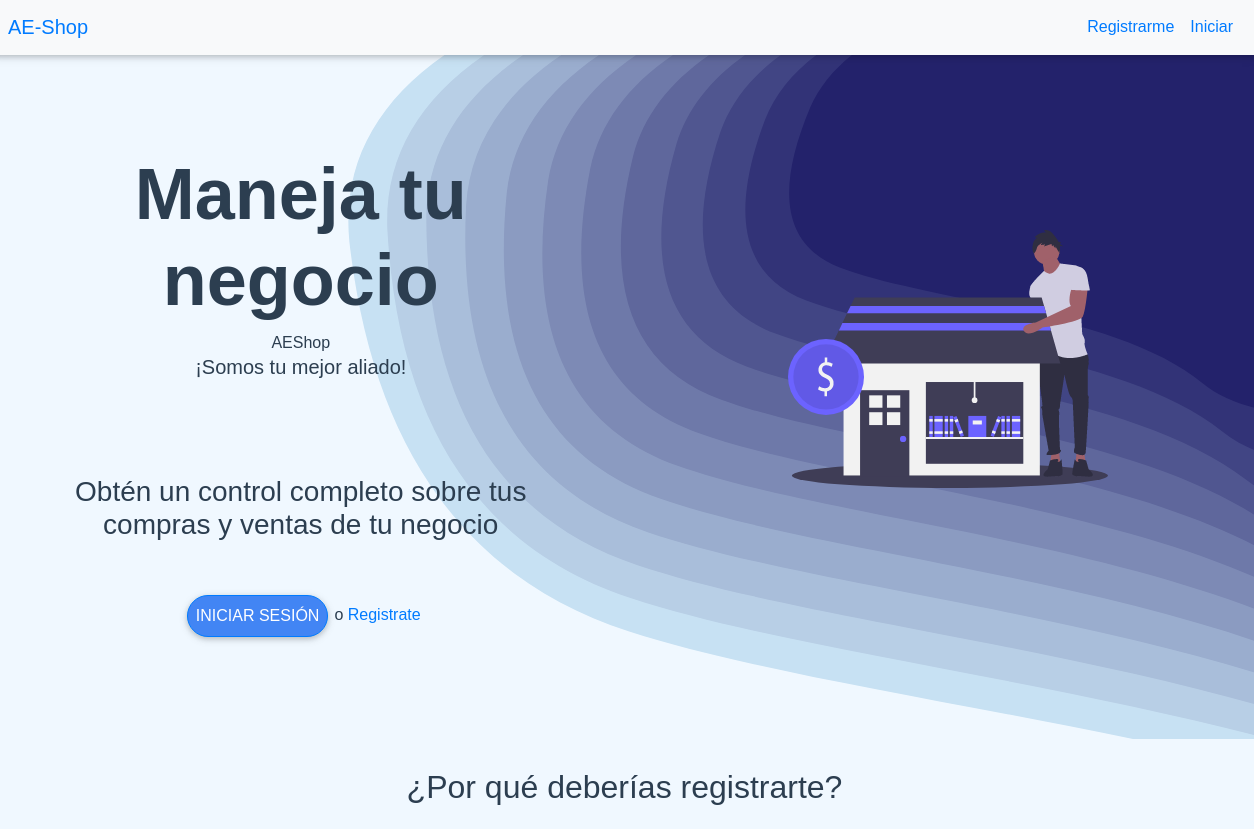 AE-Shop
Registrarme Iniciar
Maneja tu
negocio
AEShop
¡Somos tu mejor aliado!
$
Obtén un control completo sobre tus
compras y ventas de tu negocio
INICIAR SESIÓN o Registrate
¿Por qué deberías registrarte?